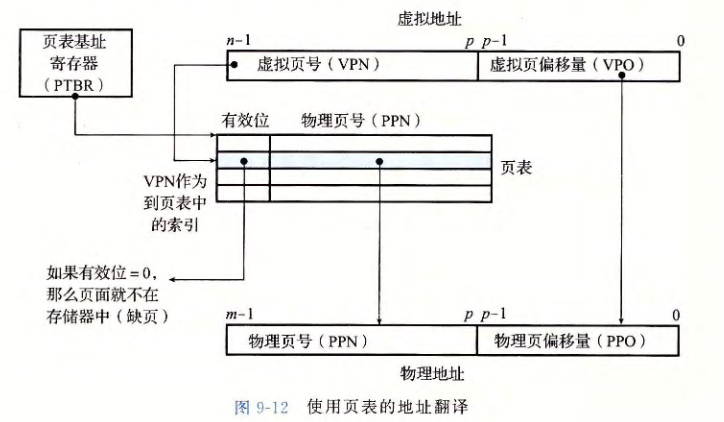 虚拟地址
页表基址
寄存器
（PTBR）
n-1
p p-1
0
虚拟页号（VPN）
虚拟页偏移量（VPO）
有效位
物理页号（PPN）
页表
VPN作为
到页表中
的索引
如果有效位=0，
那么页面就不在
存储器中（缺页）
m-1
p p-1
0
物理页号（PPN）
物理页偏移量（PPO）
物理地址
图 9-12 使用页表的地址翻译